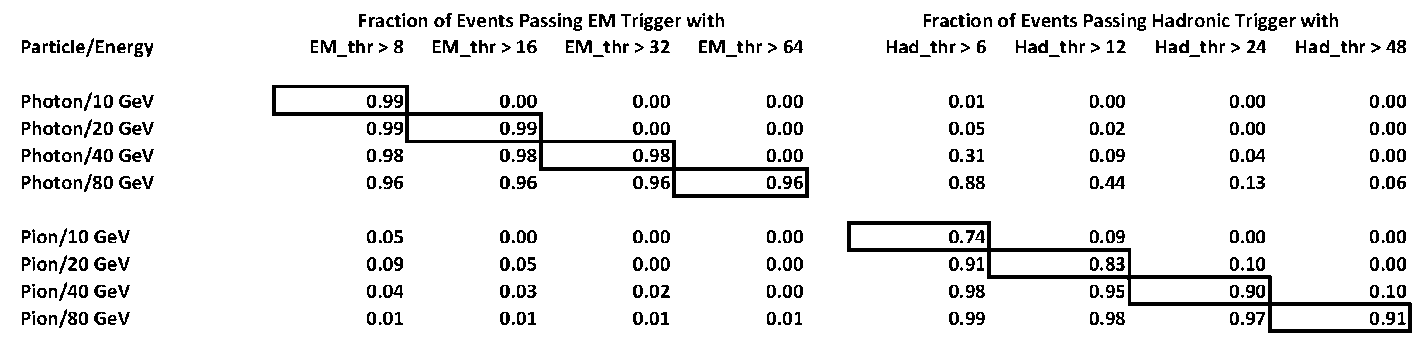 Fraction of Events Passing EM Trigger with Fraction of Events Passing Hadronic Trigger with
Particle/Energy EM_thr > 8 EM_thr > 16 EM_thr > 32 EM_thr > 64 Had_thr > 6 Had_thr > 12 Had_thr > 24 Had_thr > 48
Photon/10 GeV 0.99 0.00 0.00 0.00 0.01 0.00 0.00 0.00
Photon/20 GeV 0.99 0.99 0.00 0.00 0.05 0.02 0.00 0.00
Photon/40 GeV 0.98 0.98 0.98 0.00 0.31 0.09 0.04 0.00
Photon/80 GeV 0.96 0.96 0.96 0.96 0.88 0.44 0.13 0.06
Pion/10 GeV 0.05 0.00 0.00 0.00 0.74 0.09 0.00 0.00
Pion/20 GeV 0.09 0.05 0.00 0.00 0.91 0.83 0.10 0.00
Pion/40 GeV 0.04 0.03 0.02 0.00 0.98 0.95 0.90 0.10
Pion/80 GeV 0.01 0.01 0.01 0.01 0.99 0.98 0.97 0.91